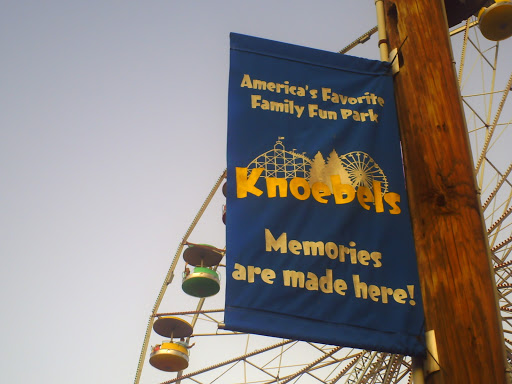 America's Favorite
Family Fun Park
Knoebels
Memories
are made here!